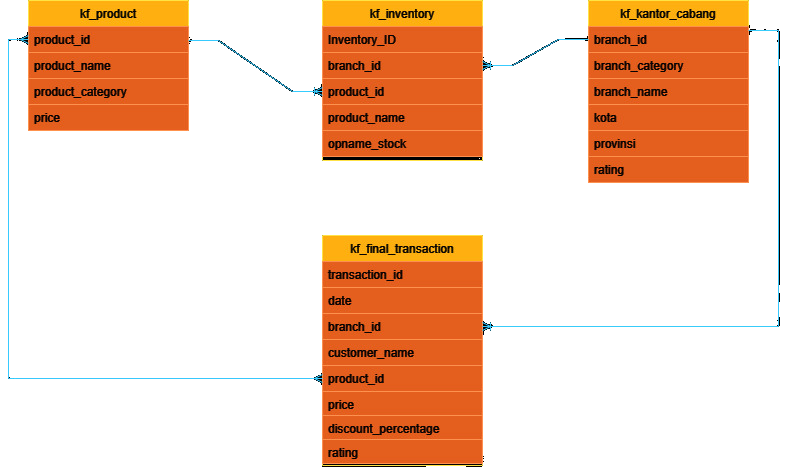 kf_product
product_id
product_name
product_category
price
kf_inventory
Inventory_ID
branch_id
product_id
product_name
opname_stock
kf_kantor_cabang
branch_id
branch_category
branch_name
kota
provinsi
rating
kf_final_transaction
transaction_id
date
branch_id
customer_name
product_id
price
discount_percentage
rating